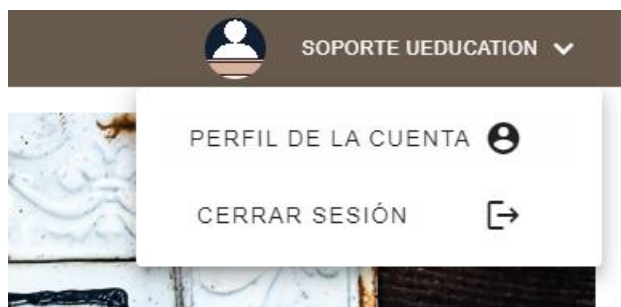 SOPORTE UEDUCATION
PERFIL DE LA CUENTA
CERRAR SESIÓN